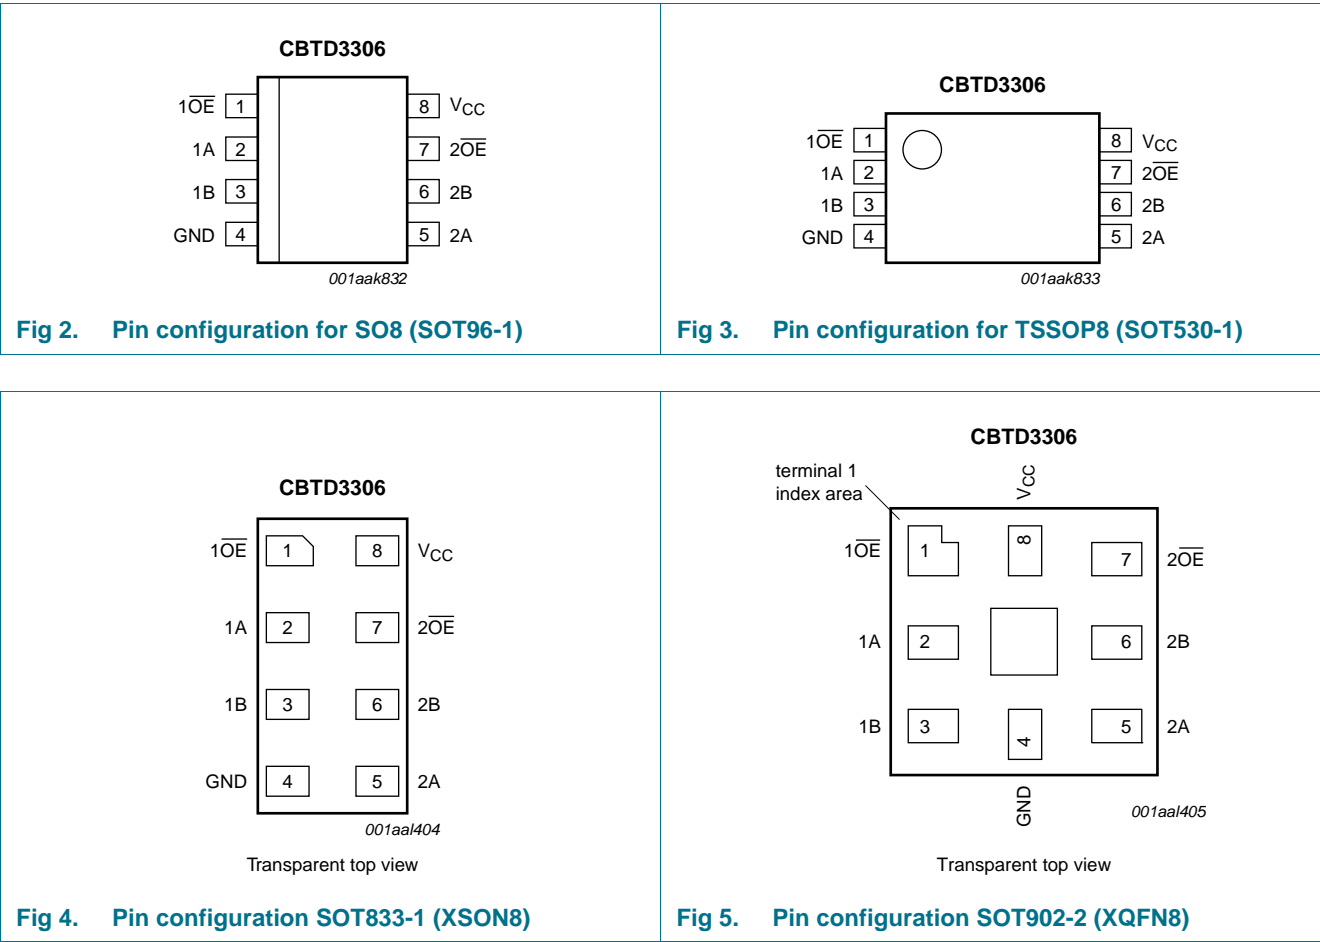 CBTD3306
1OE 1 8 VCC
1A 2 7 2OE
1B 3 6 2B
GND 4 5 2A
001aak832
Fig 2. Pin configuration for SO8 (SOT96-1)
CBTD3306
1OE 1 8 VCC
1A 2 7 2OE
1B 3 6 2B
GND 4 5 2A
001aak833
Fig 3. Pin configuration for TSSOP8 (SOT530-1)
CBTD3306
1OE 1 8 VCC
1A 2 7 2OE
1B 3 6 2B
GND 4 5 2A
001aal404
Transparent top view
Fig 4. Pin configuration SOT833-1 (XSON8)
CBTD3306
terminal 1
index area
VCC
1OE 1 8 7 2OE
1A 2 6 2B
1B 3 4 5 2A
GND
001aal405
Transparent top view
Fig 5. Pin configuration SOT902-2 (XQFN8)